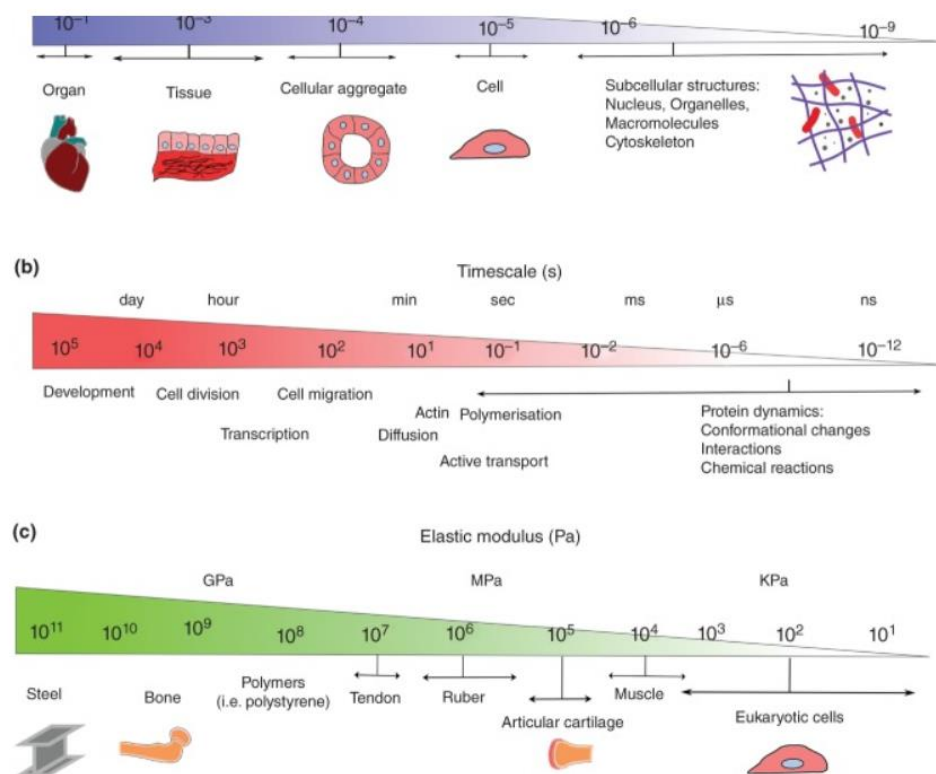 10⁻¹ 10⁻³ 10⁻⁴ 10⁻⁵ 10⁻⁶ 10⁻⁹
Organ Tissue Cellular aggregate Cell Subcellular structures:
Nucleus, Organelles,
Macromolecules
Cytoskeleton
(b)
Timescale (s)
day hour min sec ms μs ns
10⁵ 10⁴ 10³ 10² 10¹ 10⁻¹ 10⁻² 10⁻⁶ 10⁻¹²
Development Cell division Cell migration
Actin Polymerisation Protein dynamics:
Transcription Diffusion Conformational changes
Interactions
Active transport Chemical reactions
(c)
Elastic modulus (Pa)
GPa MPa KPa
10¹¹ 10¹⁰ 10⁹ 10⁸ 10⁷ 10⁶ 10⁵ 10⁴ 10³ 10² 10¹
Steel Bone Polymers
(i.e. polystyrene) Tendon Ruber Muscle
Articular cartilage Eukaryotic cells